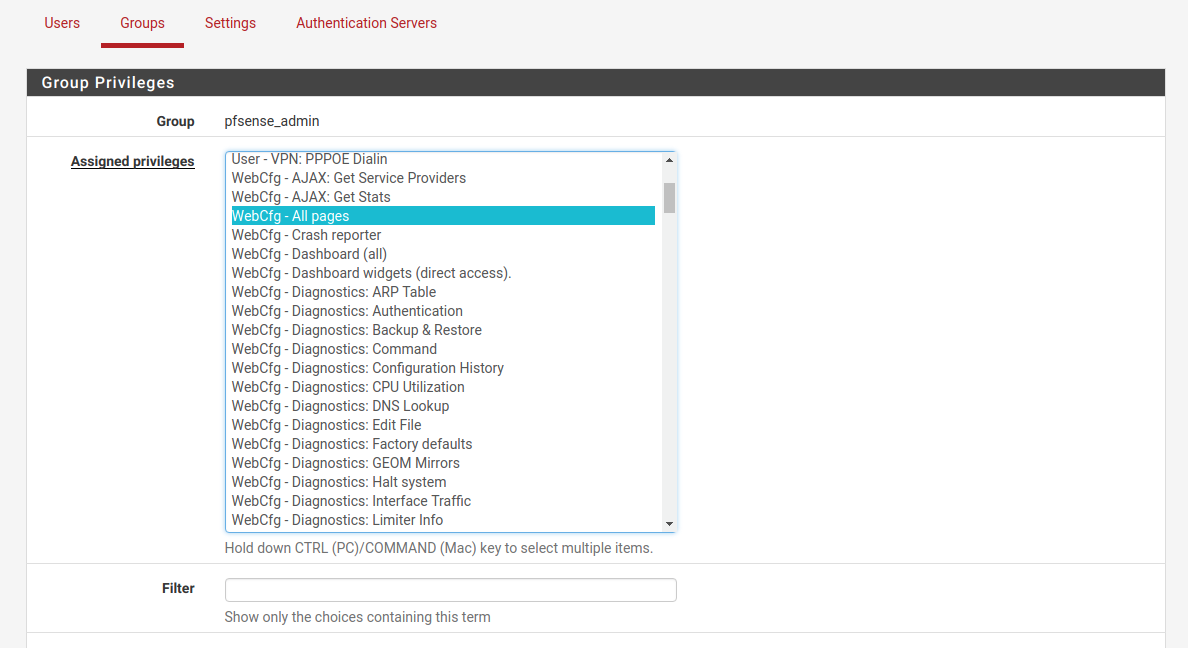 Users Groups Settings Authentication Servers
Group Privileges
Group pfsense_admin
Assigned privileges
User - VPN: PPPOE Dialin
WebCfg - AJAX: Get Service Providers
WebCfg - AJAX: Get Stats
WebCfg - All pages
WebCfg - Crash reporter
WebCfg - Dashboard (all)
WebCfg - Dashboard widgets (direct access).
WebCfg - Diagnostics: ARP Table
WebCfg - Diagnostics: Authentication
WebCfg - Diagnostics: Backup & Restore
WebCfg - Diagnostics: Command
WebCfg - Diagnostics: Configuration History
WebCfg - Diagnostics: CPU Utilization
WebCfg - Diagnostics: DNS Lookup
WebCfg - Diagnostics: Edit File
WebCfg - Diagnostics: Factory defaults
WebCfg - Diagnostics: GEOM Mirrors
WebCfg - Diagnostics: Halt system
WebCfg - Diagnostics: Interface Traffic
WebCfg - Diagnostics: Limiter Info
Hold down CTRL (PC)/COMMAND (Mac) key to select multiple items.
Filter
Show only the choices containing this term